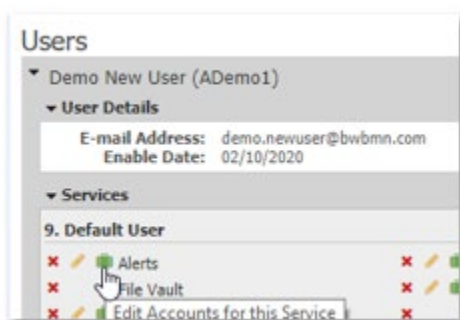 Users
Demo New User (ADemo1)
User Details
E-mail Address: demo.newuser@bwbmn.com
Enable Date: 02/10/2020
Services
9. Default User
Alerts
File Vault
Edit Accounts for this Service